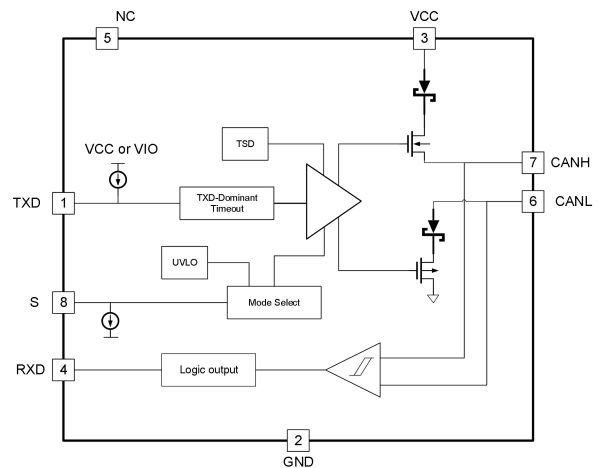 NC
VCC
5
3
TSD
VCC or VIO
7
CANH
TXD
1
TXD-Dominant
Timeout
6
CANL
UVLO
S
8
Mode Select
RXD
4
Logic output
2
GND